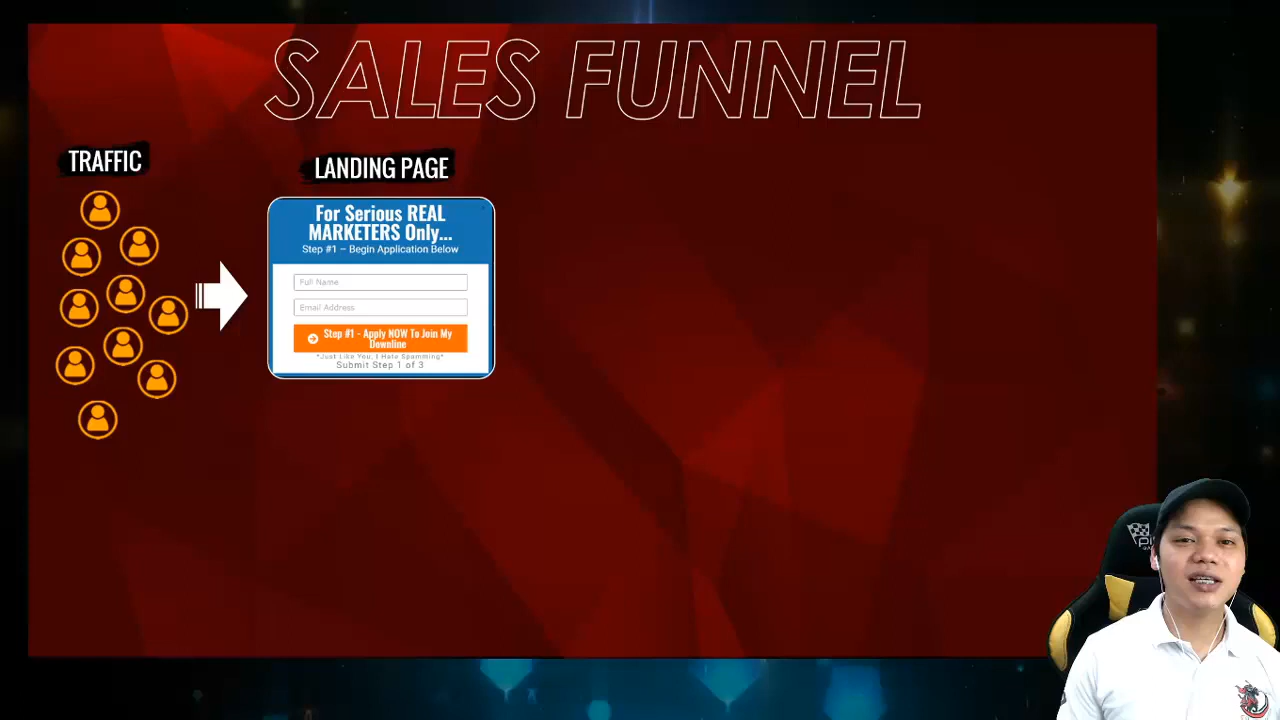 SALES FUNNEL
TRAFFIC
LANDING PAGE
For Serious REAL
MARKETERS Only...
Step #1 – Begin Application Below
Full Name
Email Address
Step #1 - Apply NOW To Join My
Downline
*Just Like You, I Hate Spamming*
Submit Step 1 of 3